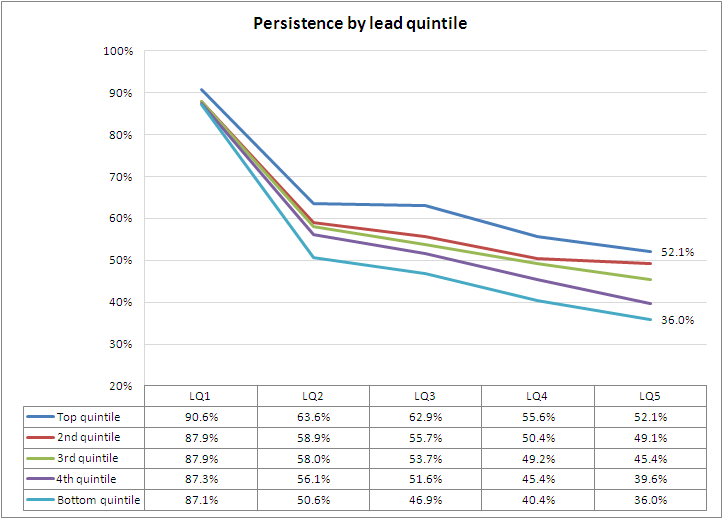 Persistence by lead quintile
100%
90%
80%
70%
60%
50%
40%
30%
20%
52.1%
36.0%
LQ1 LQ2 LQ3 LQ4 LQ5
Top quintile 90.6% 63.6% 62.9% 55.6% 52.1%
2nd quintile 87.9% 58.9% 55.7% 50.4% 49.1%
3rd quintile 87.9% 58.0% 53.7% 49.2% 45.4%
4th quintile 87.3% 56.1% 51.6% 45.4% 39.6%
Bottom quintile 87.1% 50.6% 46.9% 40.4% 36.0%